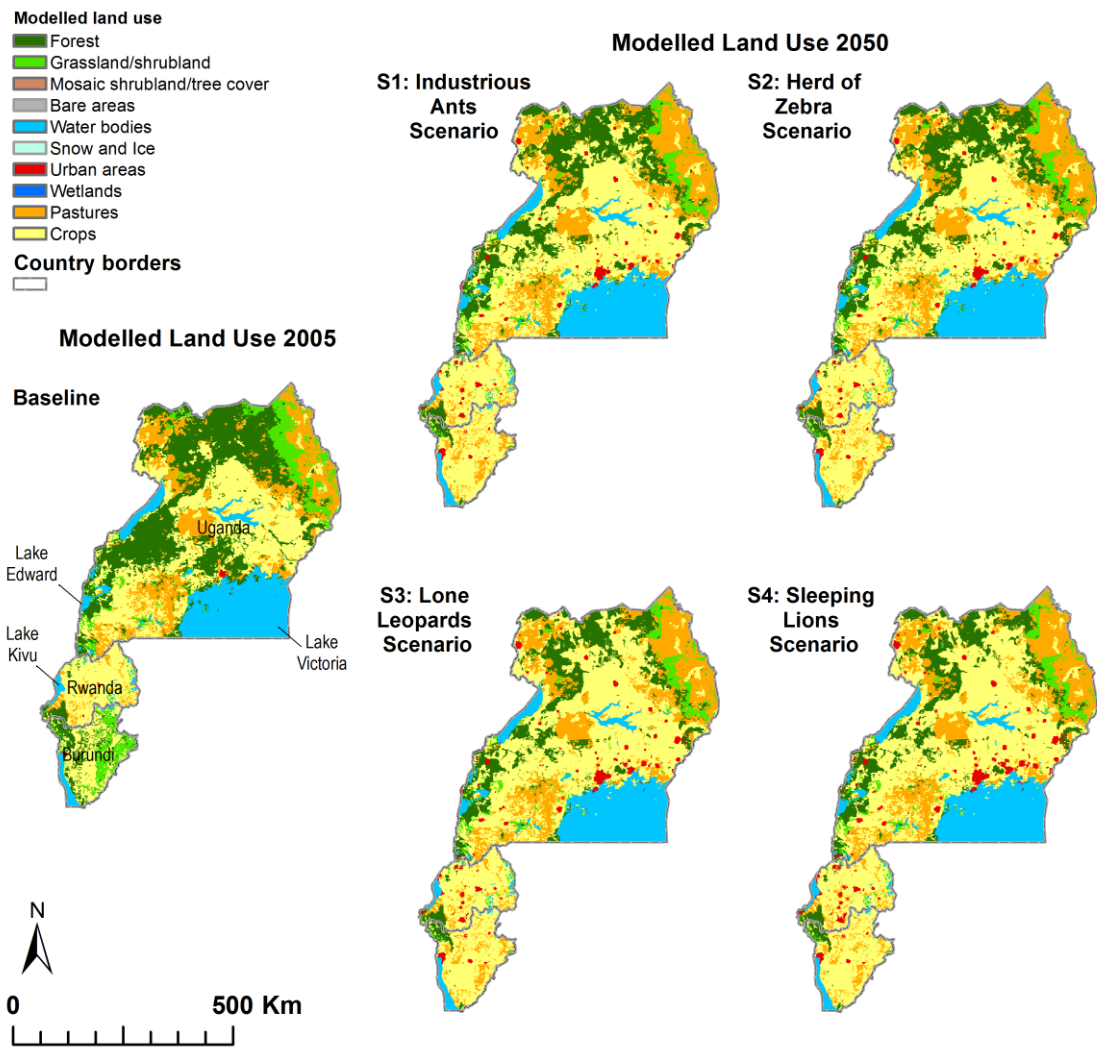 Modelled land use
Forest
Grassland/shrubland
Mosaic shrubland/tree cover
Bare areas
Water bodies
Snow and Ice
Urban areas
Wetlands
Pastures
Crops
Country borders
Modelled Land Use 2005
Baseline
Uganda
Lake
Edward
Lake
Kivu
Rwanda
Lake
Victoria
Burundi
N
0
500 Km
Modelled Land Use 2050
S1: Industrious
Ants
Scenario
S2: Herd of
Zebra
Scenario
S3: Lone
Leopards
Scenario
S4: Sleeping
Lions
Scenario